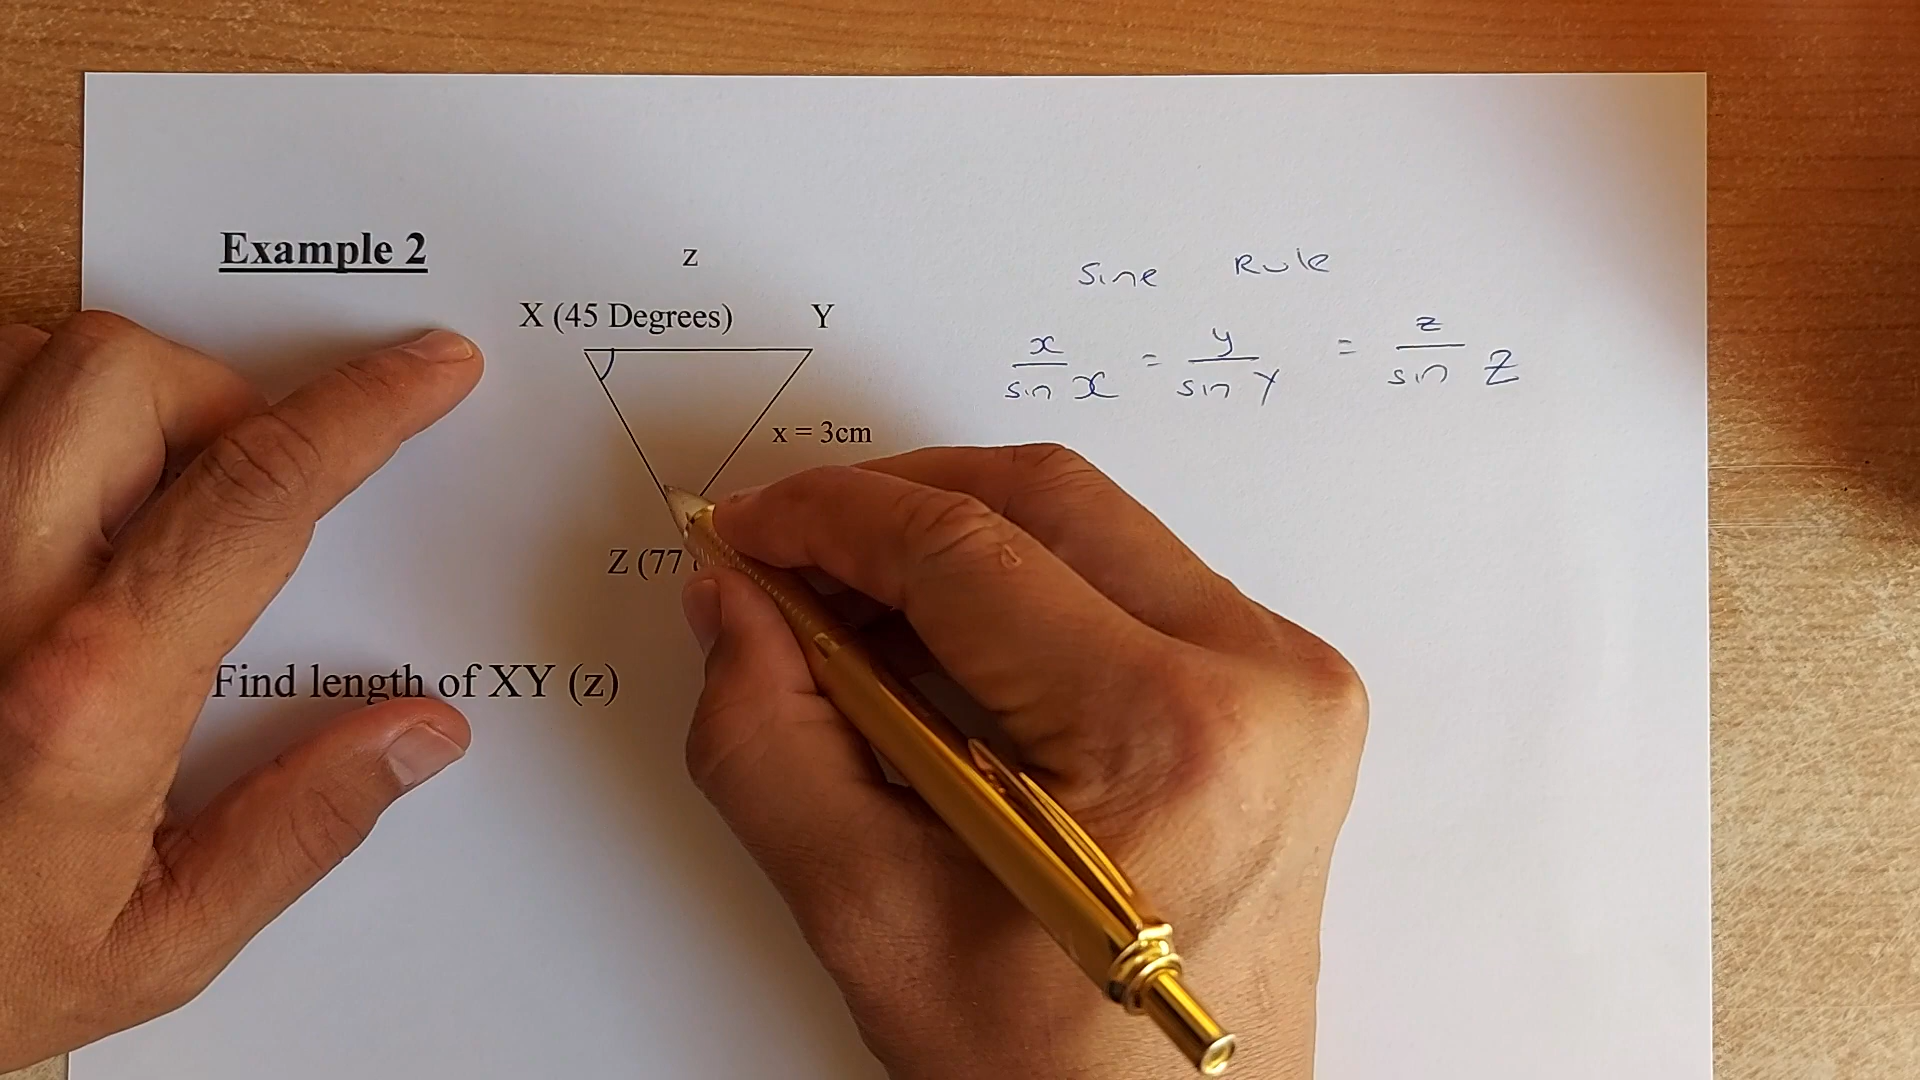 Example 2
z
X (45 Degrees) Y
x = 3cm
Z (77
Find length of XY (z)
Sine Rule
x/sin X = y/sin Y = z/sin Z